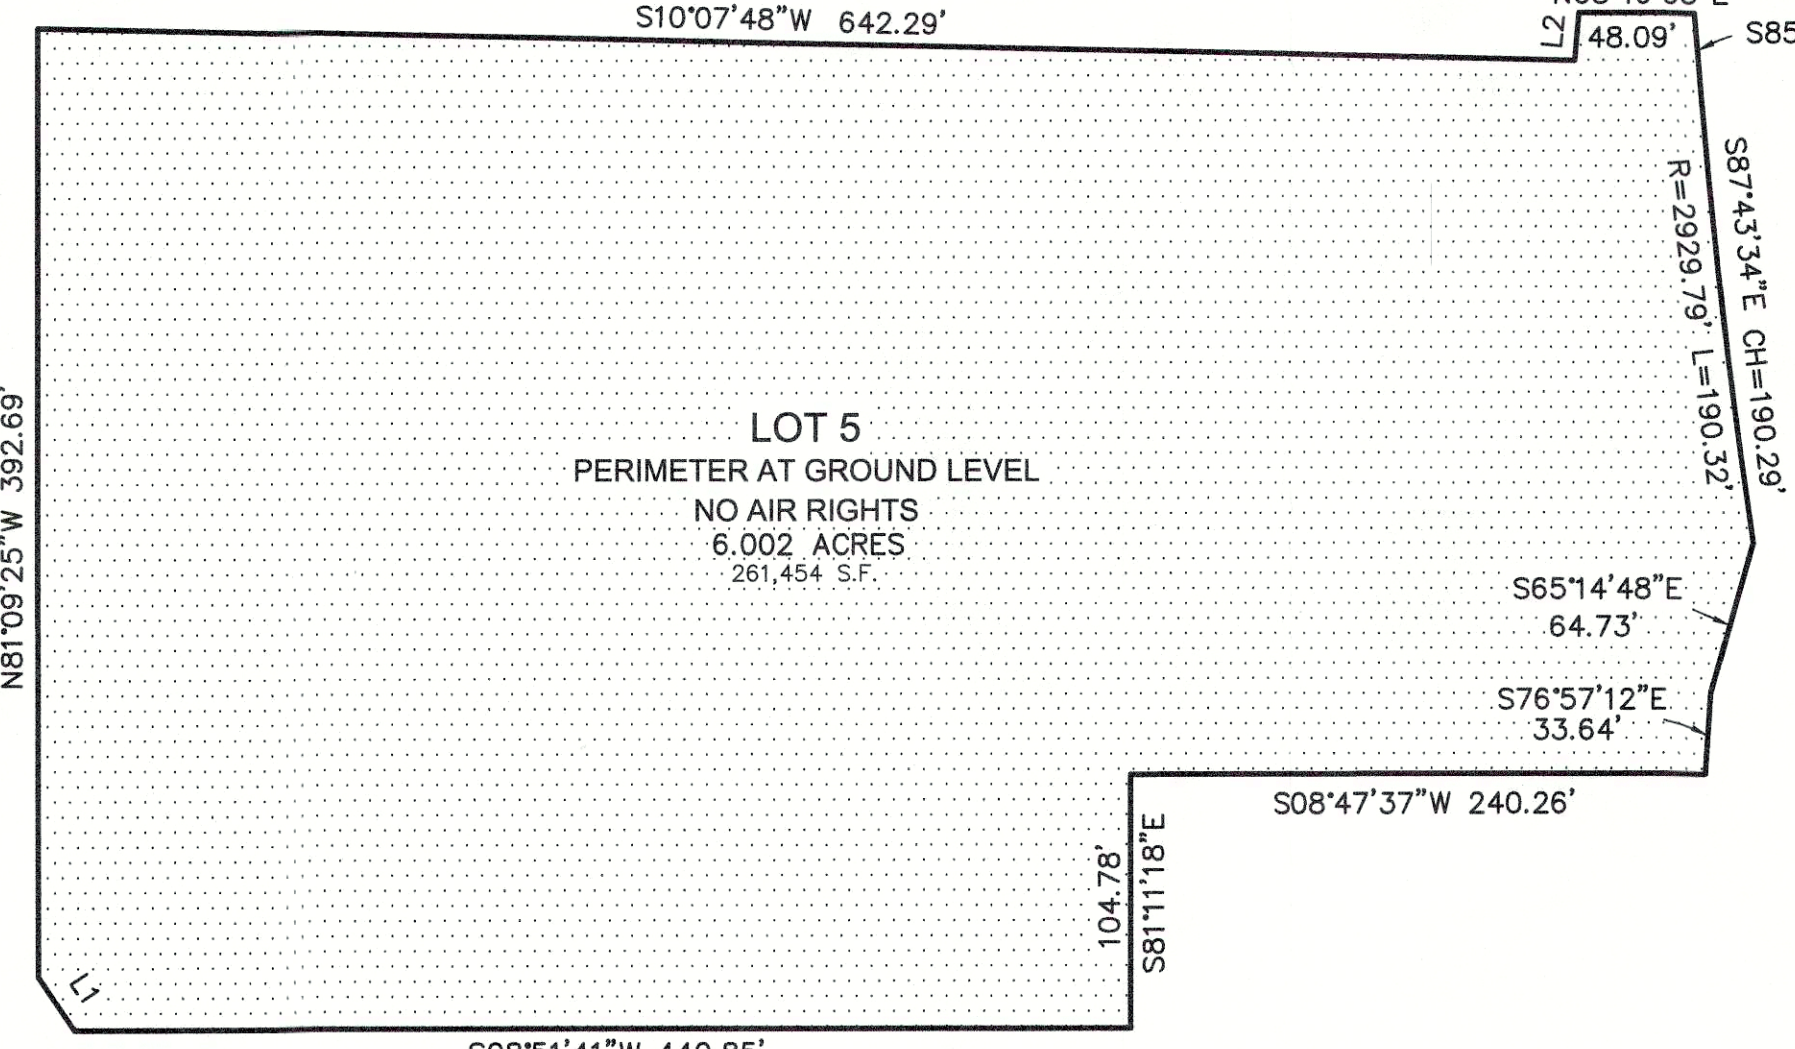 S10°07'48"W 642.29'
L2
48.09'
S85
S87°43'34"E CH=190.29'
R=2929.79' L=190.32'
N81°09'25"W 392.69'
LOT 5
PERIMETER AT GROUND LEVEL
NO AIR RIGHTS
6.002 ACRES
261,454 S.F.
S65°14'48"E
64.73'
S76°57'12"E
33.64'
S08°47'37"W 240.26'
104.78'
S81°11'18"E
L1